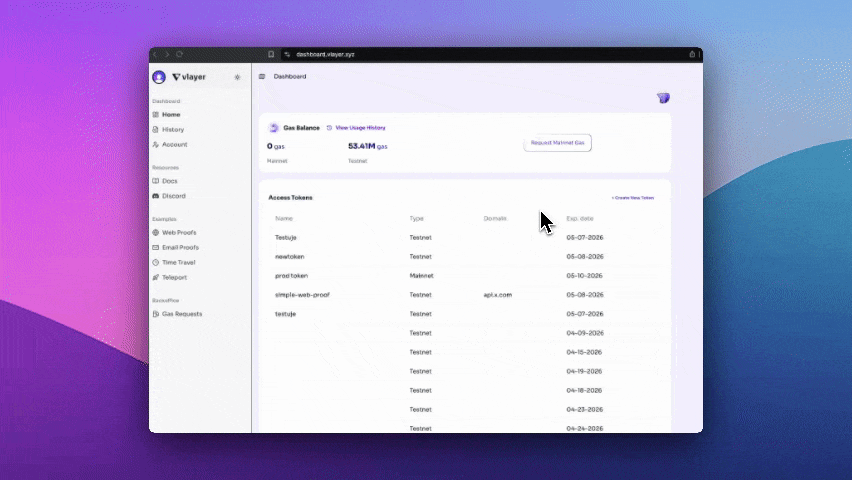 dashboard.vlayer.xyz
vlayer
Dashboard
Home
History
Account
Resources
Docs
Discord
Examples
Web Proofs
Email Proofs
Time Travel
Teleport
Backoffice
Gas Requests
Dashboard
Gas Balance View Usage History
0 gas 53.41M gas
Mainnet Testnet
Request Mainnet Gas
Access Tokens + Create New Token
Name Type Domain Exp. date
Testuje Testnet 05-07-2026
newtoken Testnet 05-08-2026
prod token Mainnet 05-10-2026
simple-web-proof Testnet api.x.com 05-08-2026
testuje Testnet 05-07-2026
Testnet 04-09-2026
Testnet 04-15-2026
Testnet 04-19-2026
Testnet 04-18-2026
Testnet 04-23-2026
Testnet 04-24-2026